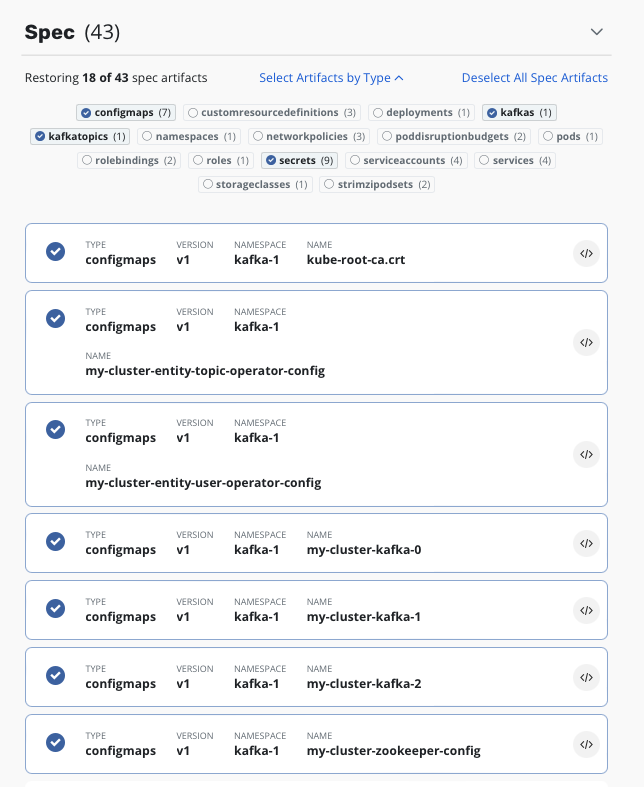 Spec (43)
Restoring 18 of 43 spec artifacts Select Artifacts by Type Deselect All Spec Artifacts
configmaps (7) customresourcedefinitions (3) deployments (1) kafkas (1)
kafkatopics (1) namespaces (1) networkpolicies (3) poddisruptionbudgets (2) pods (1)
rolebindings (2) roles (1) secrets (9) serviceaccounts (4) services (4)
storageclasses (1) strimzipodsets (2)
TYPE VERSION NAMESPACE NAME
configmaps v1 kafka-1 kube-root-ca.crt
</>
TYPE VERSION NAMESPACE
configmaps v1 kafka-1
</>
NAME
my-cluster-entity-topic-operator-config
TYPE VERSION NAMESPACE
configmaps v1 kafka-1
</>
NAME
my-cluster-entity-user-operator-config
TYPE VERSION NAMESPACE NAME
configmaps v1 kafka-1 my-cluster-kafka-0
</>
TYPE VERSION NAMESPACE NAME
configmaps v1 kafka-1 my-cluster-kafka-1
</>
TYPE VERSION NAMESPACE NAME
configmaps v1 kafka-1 my-cluster-kafka-2
</>
TYPE VERSION NAMESPACE NAME
configmaps v1 kafka-1 my-cluster-zookeeper-config
</>